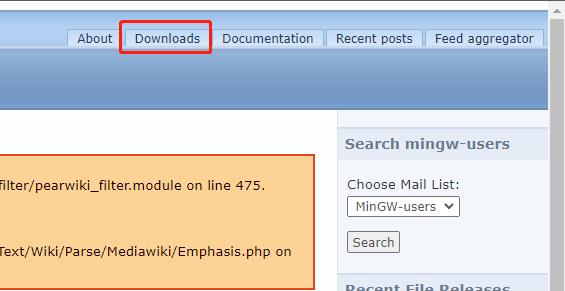 About Downloads Documentation Recent posts Feed aggregator
Search mingw-users
filter/pearwiki_filter.module on line 475.
Choose Mail List:
MinGW-users
Text/Wiki/Parse/Mediawiki/Emphasis.php on
Search
Recent File Releases